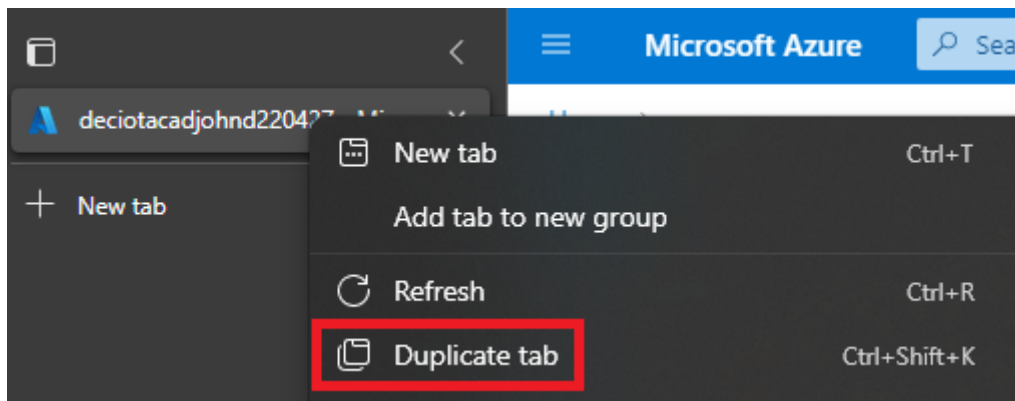 Microsoft Azure
Sea
deciotacadjohnd220427
New tab
New tab Ctrl+T
Add tab to new group
Refresh Ctrl+R
Duplicate tab Ctrl+Shift+K